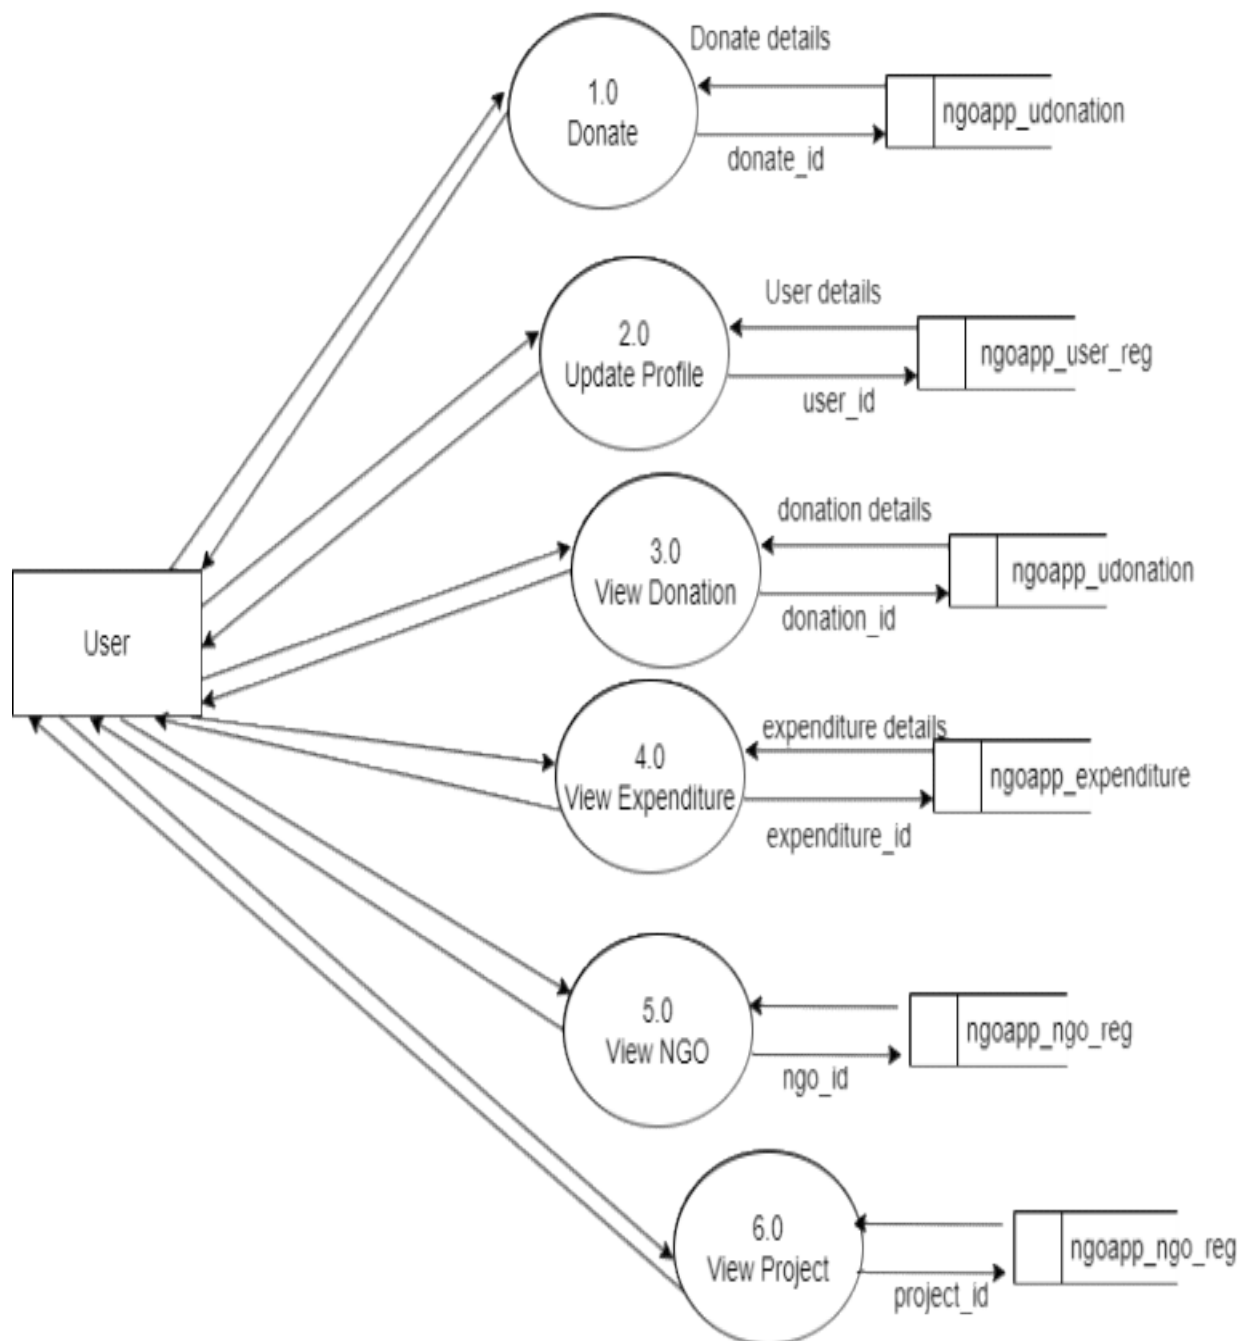 Donate details
1.0
Donate
ngoapp_udonation
donate_id
User details
2.0
Update Profile
ngoapp_user_reg
user_id
donation details
3.0
View Donation
ngoapp_udonation
donation_id
User
expenditure details
4.0
View Expenditure
ngoapp_expenditure
expenditure_id
5.0
View NGO
ngoapp_ngo_reg
ngo_id
6.0
View Project
ngoapp_ngo_reg
project_id